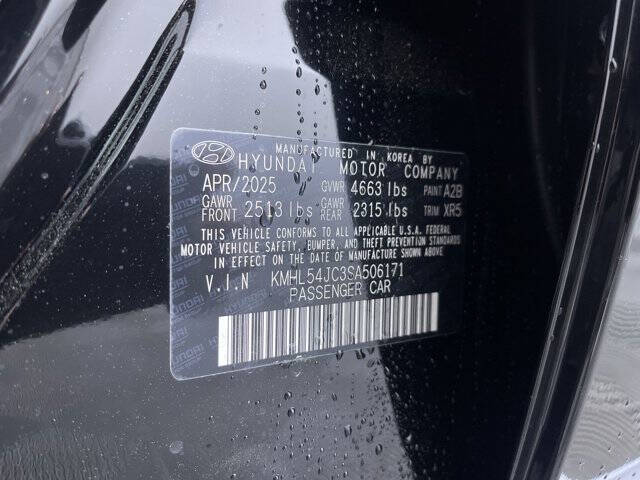 MANUFACTURED IN KOREA BY
HYUNDAI MOTOR COMPANY
APR/2025 GVWR 4663 lbs PAINT A2B
GAWR FRONT 2513 lbs GAWR REAR 2315 lbs TRIM XR5
THIS VEHICLE CONFORMS TO ALL APPLICABLE U.S.A. FEDERAL
MOTOR VEHICLE SAFETY, BUMPER, AND THEFT PREVENTION STANDARDS
IN EFFECT ON THE DATE OF MANUFACTURE SHOWN ABOVE
V.I.N KMHL54JC3SA506171
PASSENGER CAR